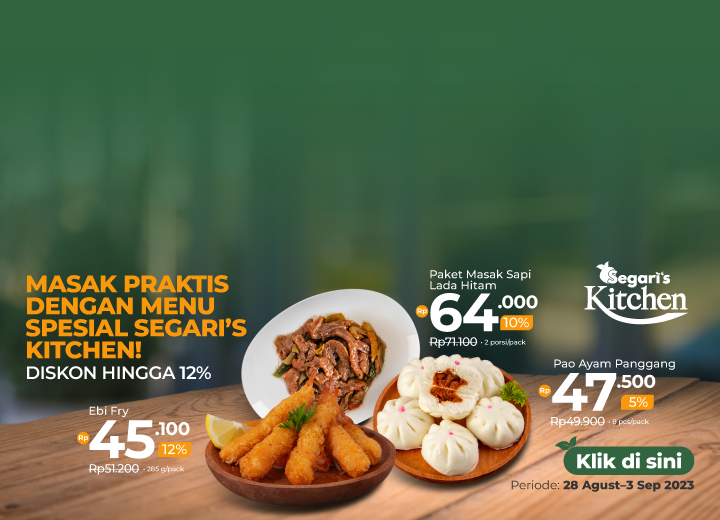 MASAK PRAKTIS
DENGAN MENU
SPESIAL SEGARI'S
KITCHEN!
DISKON HINGGA 12%
Ebi Fry
Rp 45.100
12%
Rp51.200 · 285 g/pack
Paket Masak Sapi
Lada Hitam
Rp 64.000
10%
Rp71.100 · 2 porsi/pack
Segari's
Kitchen
Pao Ayam Panggang
Rp 47.500
5%
Rp49.900 · 8 pcs/pack
Klik di sini
Periode: 28 Agust–3 Sep 2023